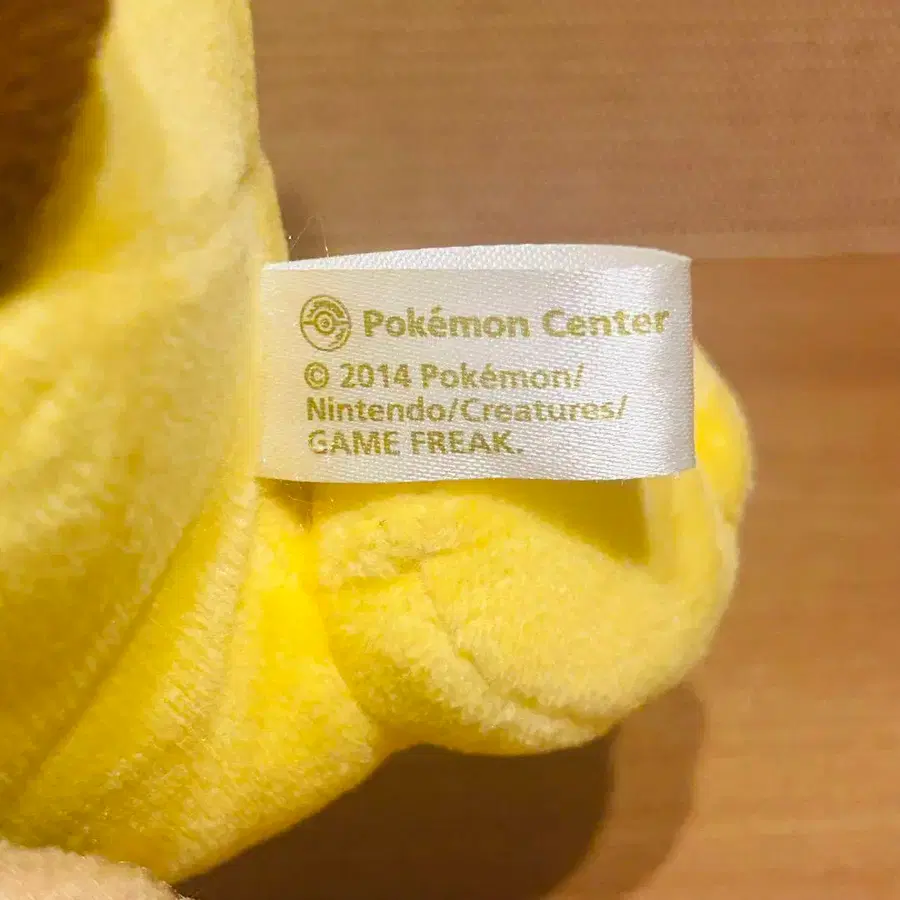 Pokémon Center
© 2014 Pokémon/
Nintendo/Creatures/
GAME FREAK.